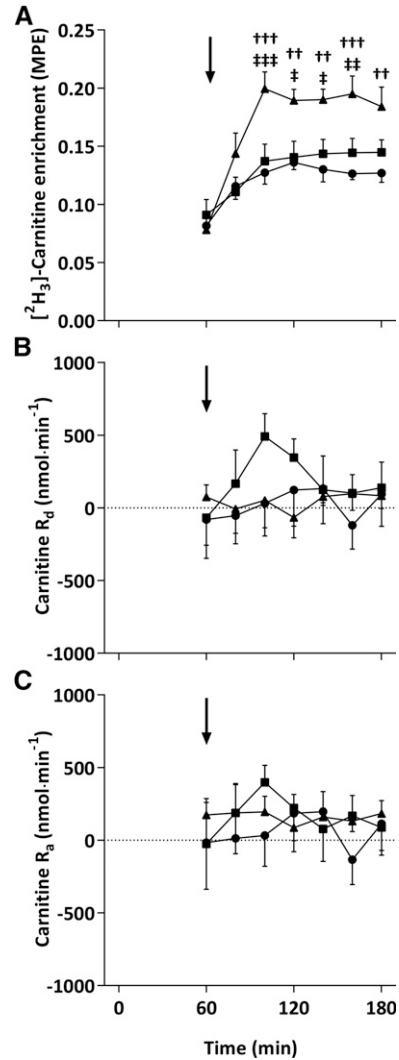 A
[²H₃]-Carnitine enrichment (MPE)
0.25
0.20
0.15
0.10
0.05
0.00
††† †† †† ††† ††
‡‡‡ ‡ ‡ ‡‡
B
Carnitine Rd (nmol·min⁻¹)
1000
500
0
-500
-1000
C
Carnitine Ra (nmol·min⁻¹)
1000
500
0
-500
-1000
0 60 120 180
Time (min)